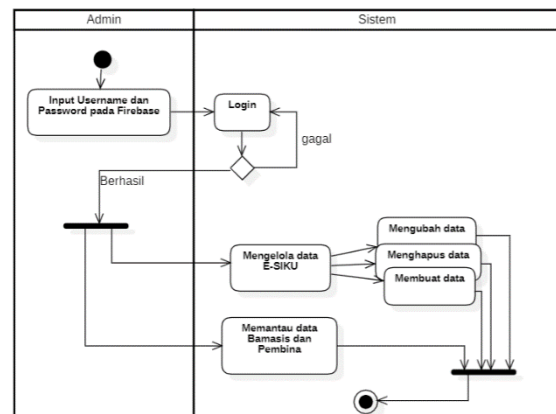 Admin
Sistem
Input Username dan
Password pada Firebase
Login
gagal
Berhasil
Mengelola data
E-SIKU
Mengubah data
Menghapus data
Membuat data
Memantau data
Bamasis dan
Pembina